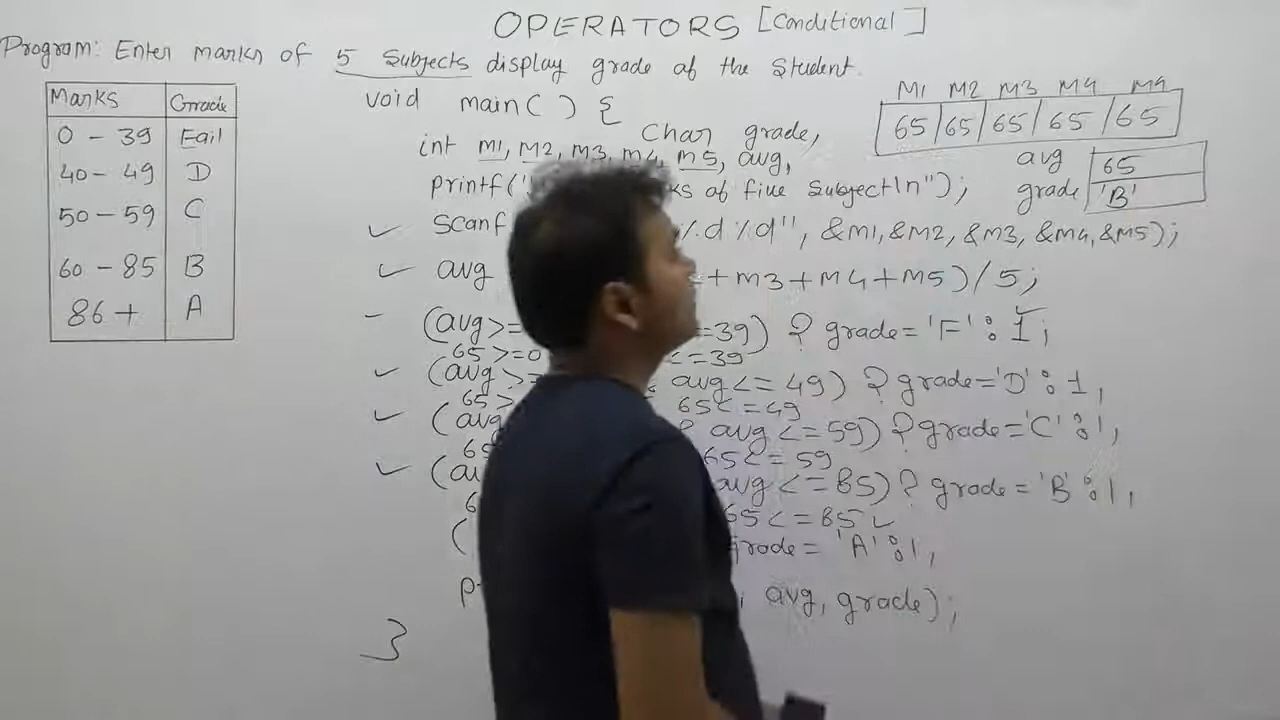 OPERATORS [Conditional]
Program: Enter marks of 5 Subjects display grade of the Student.
Marks Grade
0 - 39 Fail
40 - 49 D
50 - 59 C
60 - 85 B
86 + A
void main( ) {
int m1, m2, m3, m4, m5, avg,
Char grade,
printf(" ks of five Subject\n");
Scanf %d %d", &m1, &m2, &m3, &m4, &m5);
avg + m3 + m4 + m5) / 5;
(avg>= =39) ? grade = 'F' : 1;
65 >= 0 <= 39
(avg > avg <= 49) ? grade='D' : 1,
65 > 65 < = 49
(avg avg <= 59) ? grade='C' : 1,
65 65 <= 59
(av avg <= 85) ? grade = 'B' : 1,
6 65 <= 85
( grade = 'A' : 1,
p avg, grade);
}
M1 M2 M3 M4 M4
65 65 65 65 65
avg 65
grade 'B'